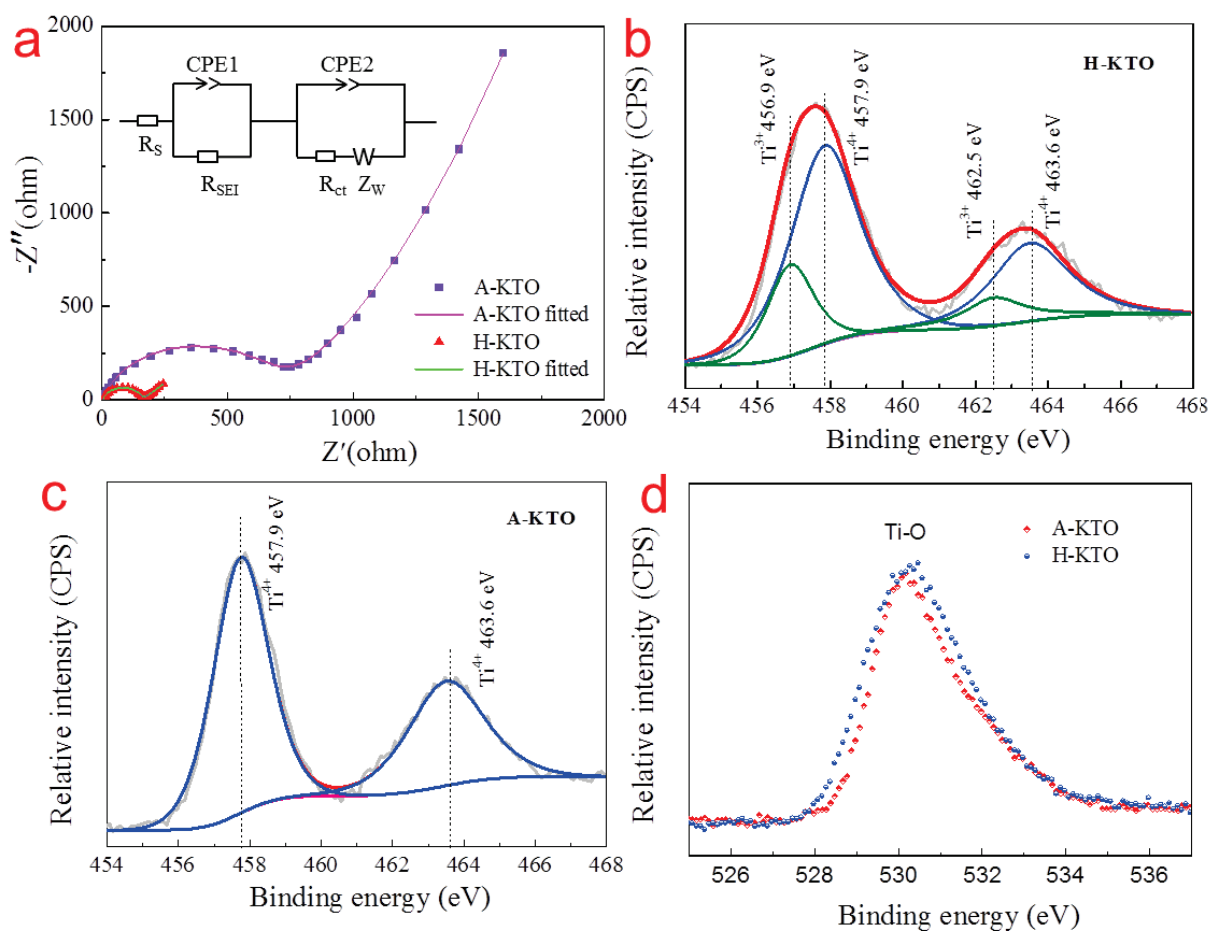 a
2000
1500
1000
500
0
-Z″(ohm)
0 500 1000 1500 2000
Z′(ohm)
CPE1
CPE2
R_S
R_SEI
R_ct Z_W
A-KTO
A-KTO fitted
H-KTO
H-KTO fitted
b
H-KTO
Ti³⁺ 456.9 eV
Ti⁴⁺ 457.9 eV
Ti³⁺ 462.5 eV
Ti⁴⁺ 463.6 eV
Relative intensity (CPS)
454 456 458 460 462 464 466 468
Binding energy (eV)
c
A-KTO
Ti⁴⁺ 457.9 eV
Ti⁴⁺ 463.6 eV
Relative intensity (CPS)
454 456 458 460 462 464 466 468
Binding energy (eV)
d
Ti-O
A-KTO
H-KTO
Relative intensity (CPS)
526 528 530 532 534 536
Binding energy (eV)